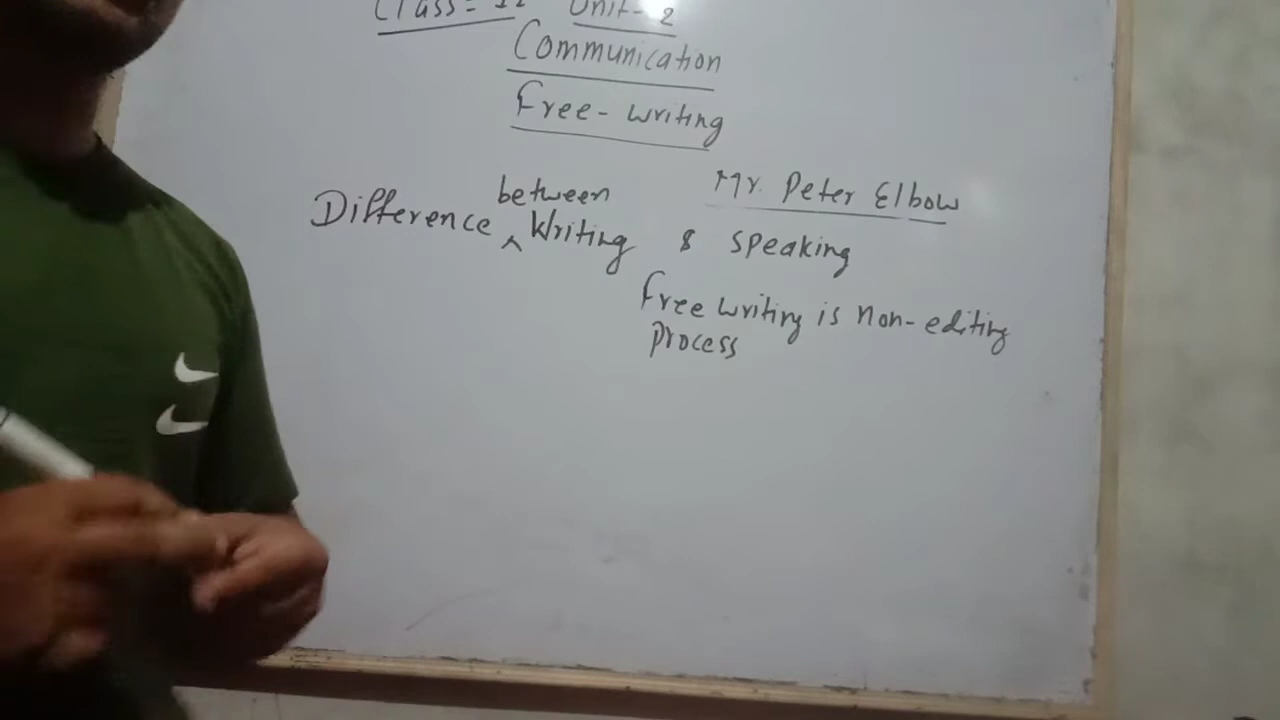 Unit- 2
Communication
Free- writing
Mr. Peter Elbow
Difference between Writing & speaking
Free writing is non-editing
process